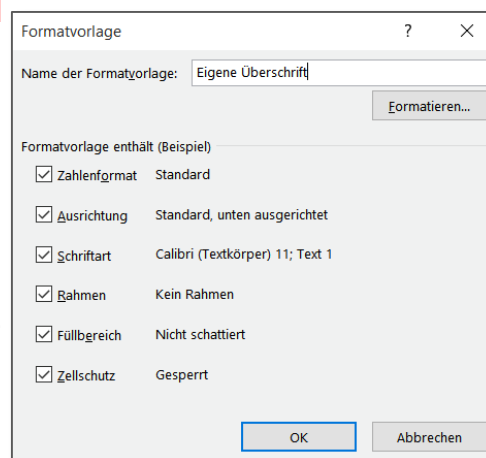 Formatvorlage ? ×
Name der Formatvorlage: Eigene Überschrift
Formatieren...
Formatvorlage enthält (Beispiel)
Zahlenformat Standard
Ausrichtung Standard, unten ausgerichtet
Schriftart Calibri (Textkörper) 11; Text 1
Rahmen Kein Rahmen
Füllbereich Nicht schattiert
Zellschutz Gesperrt
OK Abbrechen